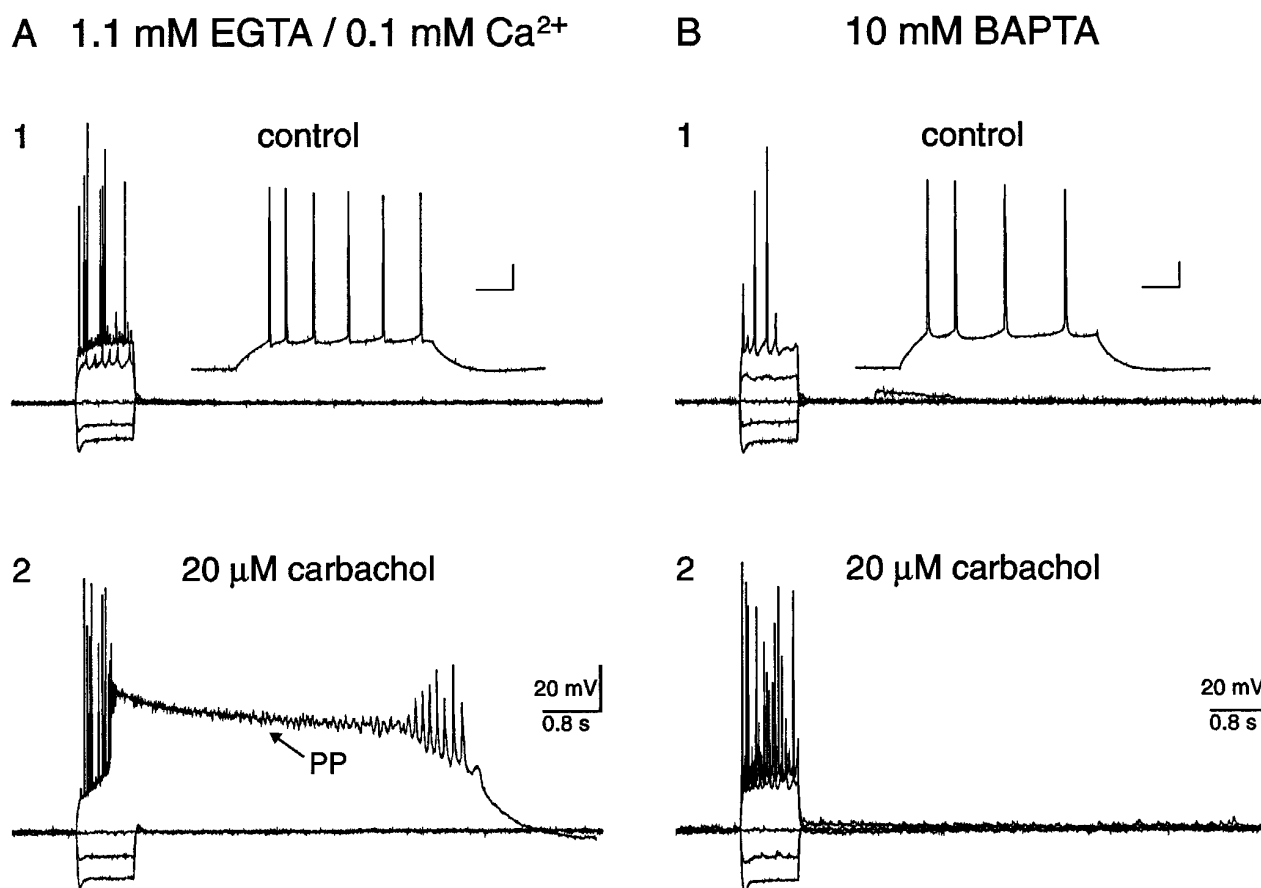 A 1.1 mM EGTA / 0.1 mM Ca²⁺
B 10 mM BAPTA
1 control
1 control
2 20 μM carbachol
PP
20 mV
0.8 s
2 20 μM carbachol
20 mV
0.8 s